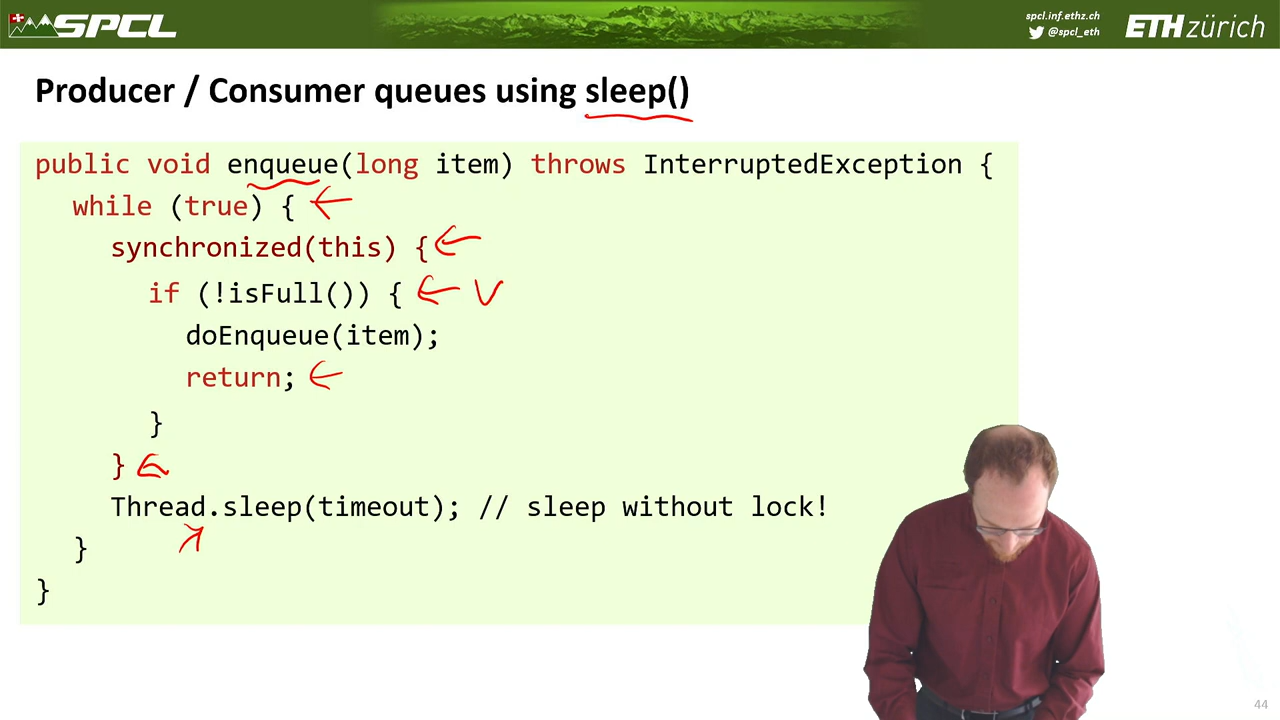 SPCL
spcl.inf.ethz.ch
@spcl_eth
ETH zürich
Producer / Consumer queues using sleep()
public void enqueue(long item) throws InterruptedException {
while (true) {
synchronized(this) {
if (!isFull()) {
doEnqueue(item);
return;
}
}
Thread.sleep(timeout); // sleep without lock!
}
}
44